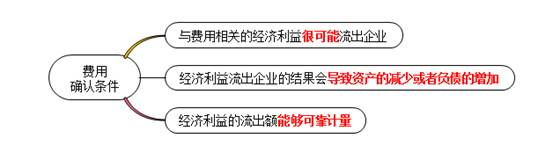 与费用相关的经济利益很可能流出企业
费用
确认条件
经济利益流出企业的结果会导致资产的减少或者负债的增加
经济利益的流出额能够可靠计量